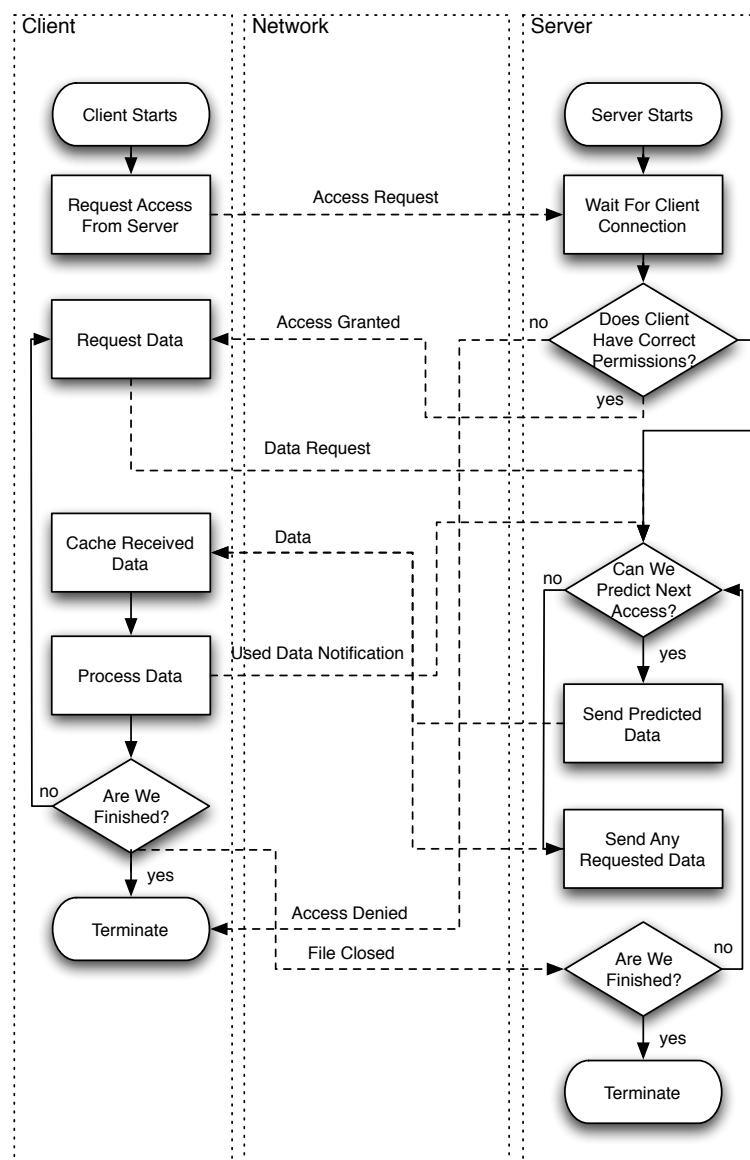 Client
Network
Server
Client Starts
Server Starts
Request Access
From Server
Access Request
Wait For Client
Connection
Request Data
Access Granted
no
Does Client
Have Correct
Permissions?
yes
Data Request
Cache Received
Data
Data
Can We
Predict Next
Access?
no
yes
Process Data
Used Data Notification
Send Predicted
Data
Are We
Finished?
no
yes
Send Any
Requested Data
Terminate
Access Denied
File Closed
Are We
Finished?
no
yes
Terminate